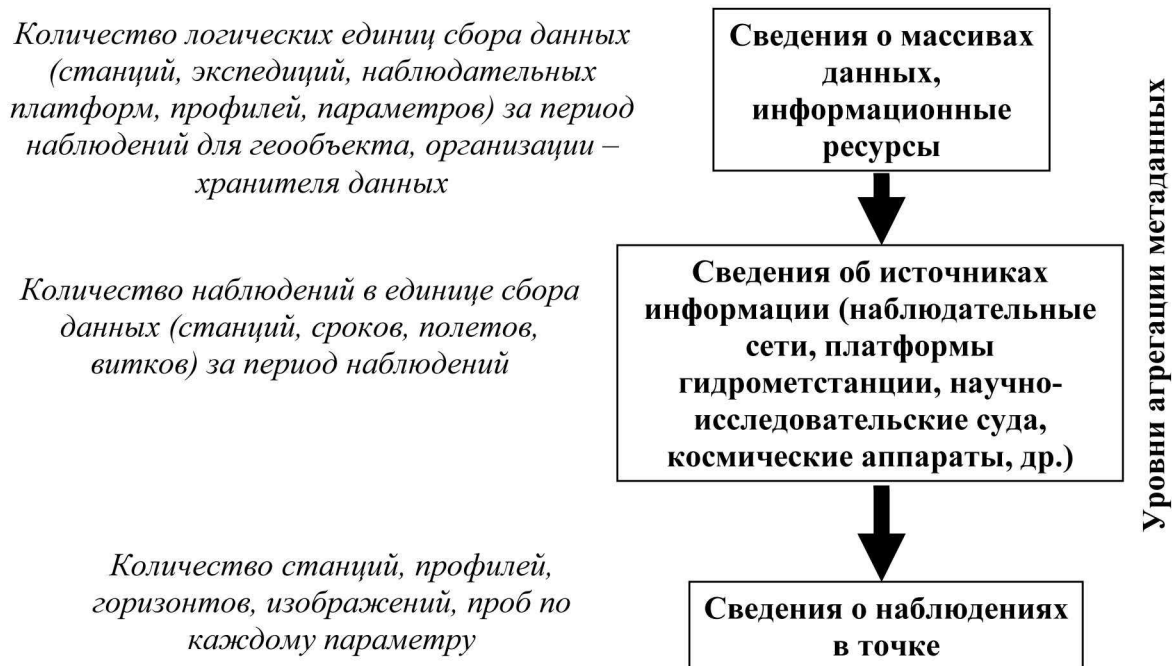 Количество логических единиц сбора данных
(станций, экспедиций, наблюдательных
платформ, профилей, параметров) за период
наблюдений для геообъекта, организации –
хранителя данных
Сведения о массивах
данных,
информационные
ресурсы
Количество наблюдений в единице сбора
данных (станций, сроков, полетов,
витков) за период наблюдений
Сведения об источниках
информации (наблюдательные
сети, платформы
гидрометстанции, научно-
исследовательские суда,
космические аппараты, др.)
Количество станций, профилей,
горизонтов, изображений, проб по
каждому параметру
Сведения о наблюдениях
в точке
Уровни агрегации метаданных